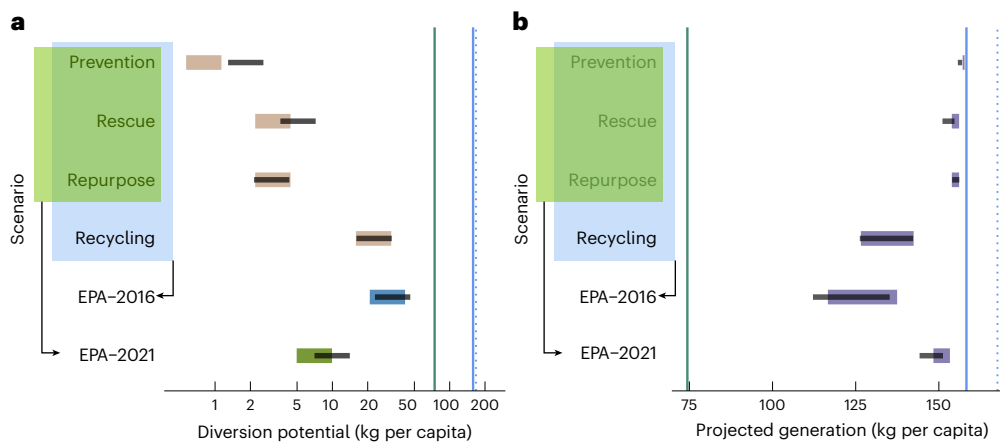 a
Scenario
Prevention
Rescue
Repurpose
Recycling
EPA–2016
EPA–2021
1 2 5 10 20 50 100 200
Diversion potential (kg per capita)
b
Scenario
Prevention
Rescue
Repurpose
Recycling
EPA–2016
EPA–2021
75 100 125 150
Projected generation (kg per capita)